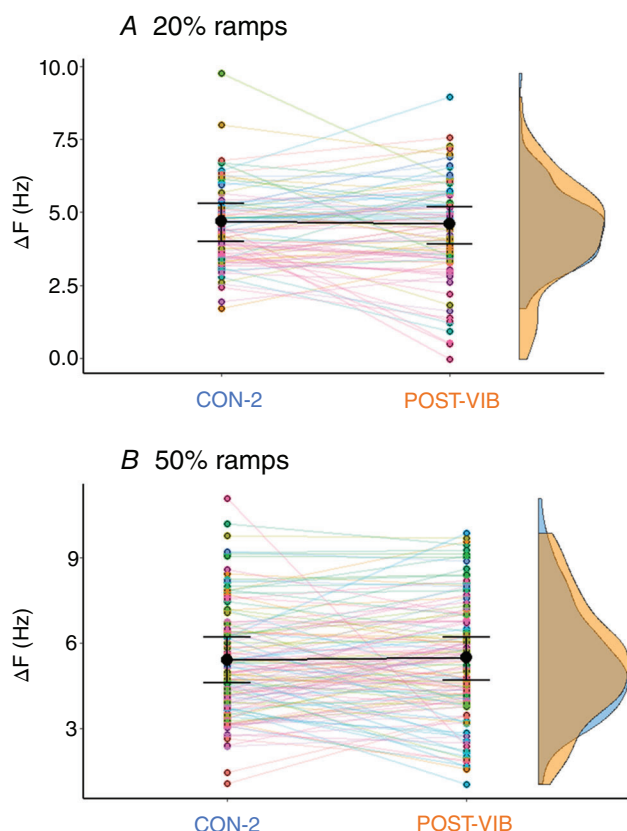 A 20% ramps
10.0
7.5
5.0
2.5
0.0
ΔF (Hz)
CON-2 POST-VIB
B 50% ramps
9
6
3
ΔF (Hz)
CON-2 POST-VIB